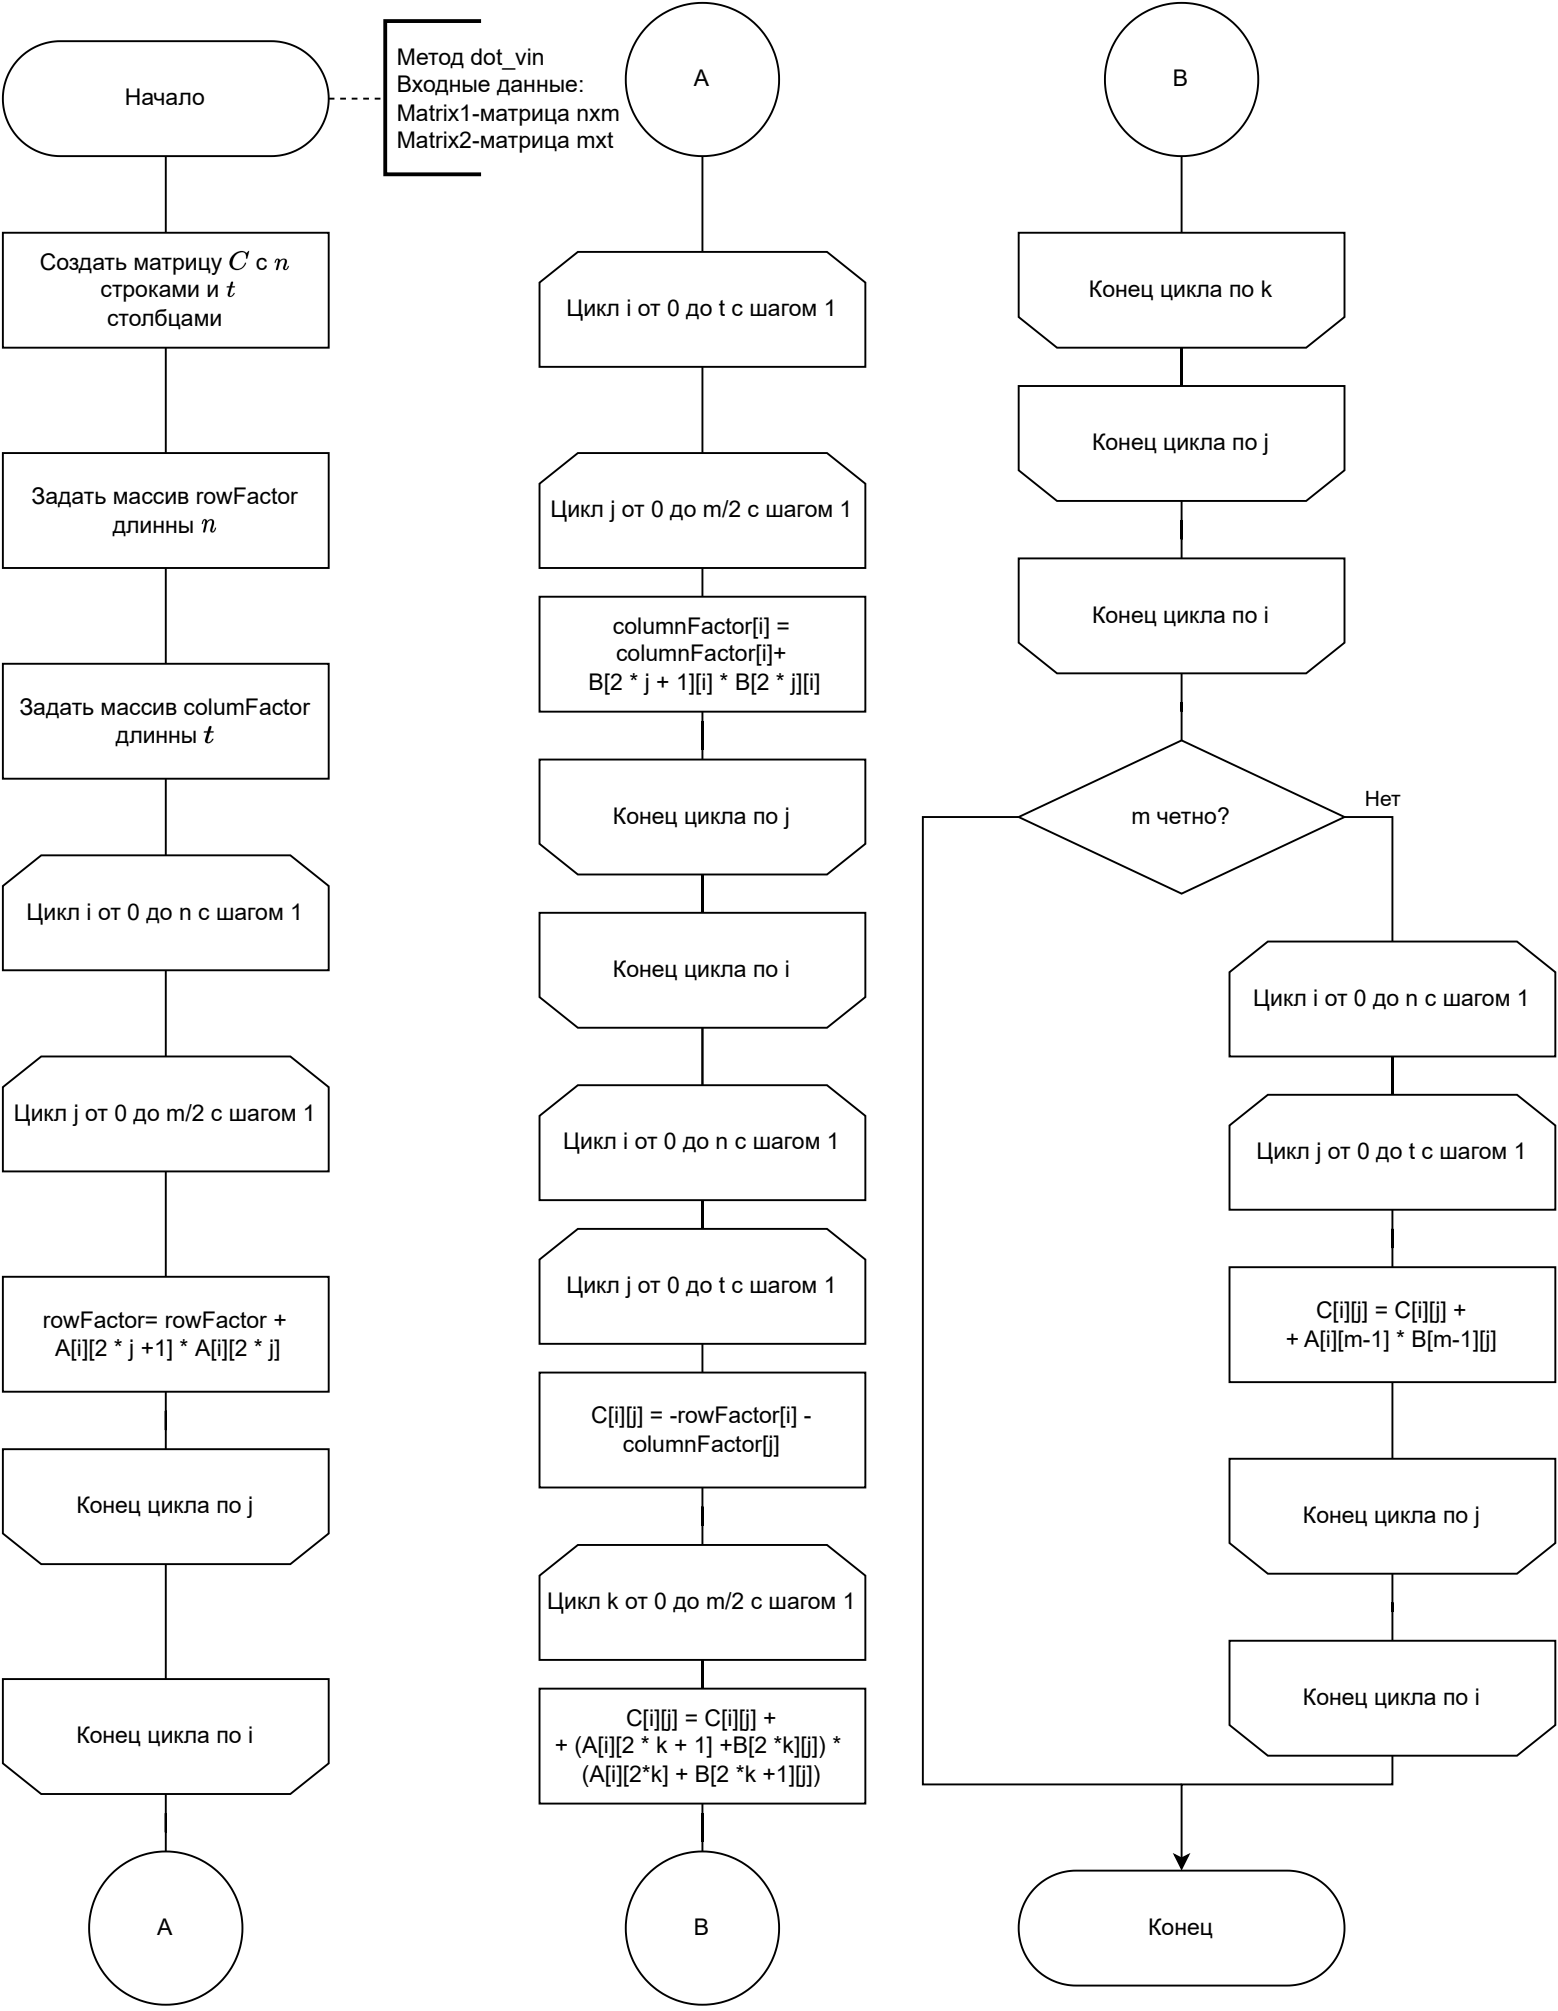 Начало
Метод dot_vin
Входные данные:
Matrix1-матрица nxm
Matrix2-матрица mxt
Создать матрицу C с n
строками и t
столбцами
Задать массив rowFactor
длинны n
Задать массив columFactor
длинны t
Цикл i от 0 до n с шагом 1
Цикл j от 0 до m/2 с шагом 1
rowFactor= rowFactor +
A[i][2 * j +1] * A[i][2 * j]
Конец цикла по j
Конец цикла по i
A
A
Цикл i от 0 до t с шагом 1
Цикл j от 0 до m/2 с шагом 1
columnFactor[i] =
columnFactor[i]+
B[2 * j + 1][i] * B[2 * j][i]
Конец цикла по j
Конец цикла по i
Цикл i от 0 до n с шагом 1
Цикл j от 0 до t с шагом 1
C[i][j] = -rowFactor[i] -
columnFactor[j]
Цикл k от 0 до m/2 с шагом 1
C[i][j] = C[i][j] +
+ (A[i][2 * k + 1] +B[2 *k][j]) *
(A[i][2*k] + B[2 *k +1][j])
B
B
Конец цикла по k
Конец цикла по j
Конец цикла по i
m четно?
Нет
Цикл i от 0 до n с шагом 1
Цикл j от 0 до t с шагом 1
C[i][j] = C[i][j] +
+ A[i][m-1] * B[m-1][j]
Конец цикла по j
Конец цикла по i
Конец